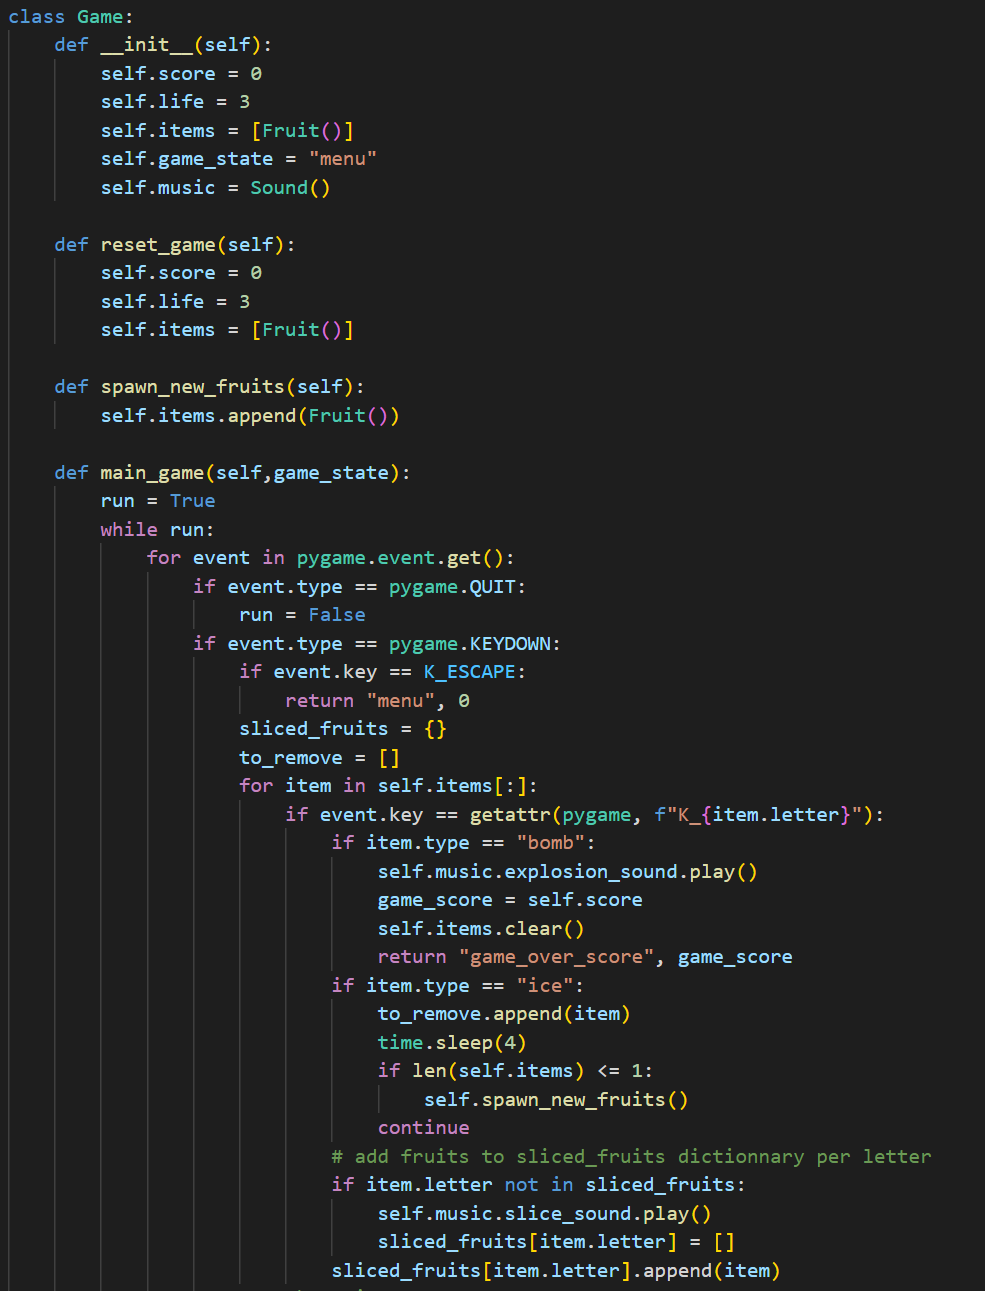 class Game:
    def __init__(self):
        self.score = 0
        self.life = 3
        self.items = [Fruit()]
        self.game_state = "menu"
        self.music = Sound()

    def reset_game(self):
        self.score = 0
        self.life = 3
        self.items = [Fruit()]

    def spawn_new_fruits(self):
        self.items.append(Fruit())

    def main_game(self,game_state):
        run = True
        while run:
            for event in pygame.event.get():
                if event.type == pygame.QUIT:
                    run = False
                if event.type == pygame.KEYDOWN:
                    if event.key == K_ESCAPE:
                        return "menu", 0
                    sliced_fruits = {}
                    to_remove = []
                    for item in self.items[:]:
                        if event.key == getattr(pygame, f"K_{item.letter}"):
                            if item.type == "bomb":
                                self.music.explosion_sound.play()
                                game_score = self.score
                                self.items.clear()
                                return "game_over_score", game_score
                            if item.type == "ice":
                                to_remove.append(item)
                                time.sleep(4)
                                if len(self.items) <= 1:
                                    self.spawn_new_fruits()
                                continue
                            # add fruits to sliced_fruits dictionnary per letter
                            if item.letter not in sliced_fruits:
                                self.music.slice_sound.play()
                                sliced_fruits[item.letter] = []
                            sliced_fruits[item.letter].append(item)